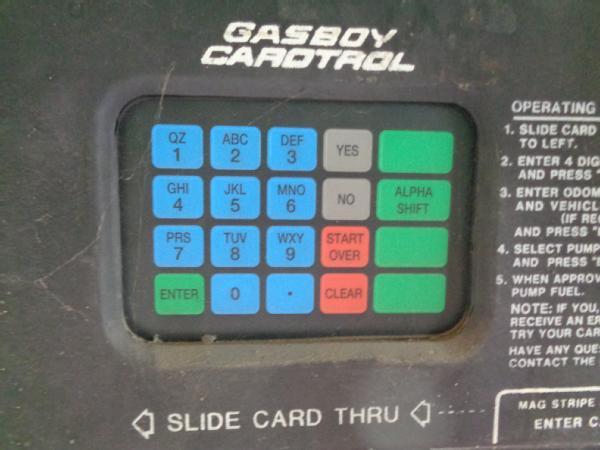 GASBOY
CARDTROL
QZ
1
ABC
2
DEF
3
YES
GHI
4
JKL
5
MNO
6
NO
ALPHA
SHIFT
PRS
7
TUV
8
WXY
9
START
OVER
ENTER
0
.
CLEAR
SLIDE CARD THRU
OPERATING
1. SLIDE CARD
TO LEFT.
2. ENTER 4 DIG
AND PRESS "
3. ENTER ODOM
AND VEHICL
(IF REC
AND PRESS "E
4. SELECT PUMP
AND PRESS "E
5. WHEN APPROV
PUMP FUEL.
NOTE: IF YOU,
RECEIVE AN ER
TRY YOUR CAR
HAVE ANY QUES
CONTACT THE
MAG STRIPE
ENTER CA